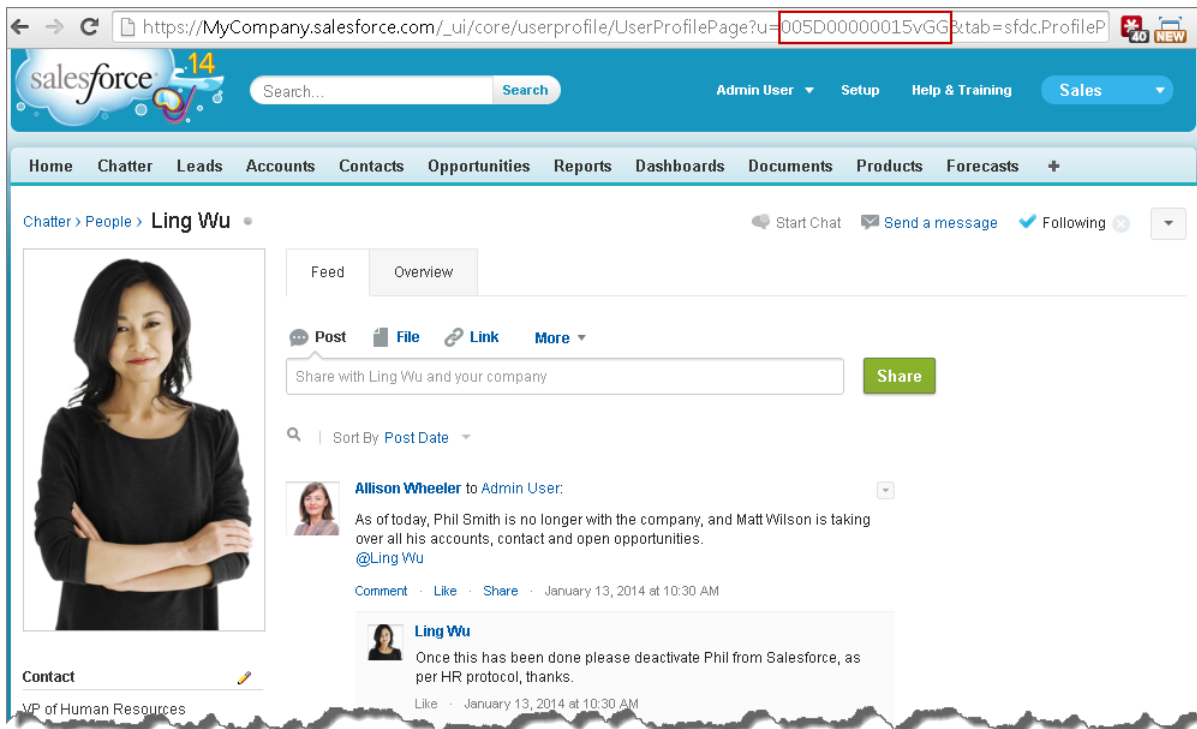 https://MyCompany.salesforce.com/_ui/core/userprofile/UserProfilePage?u=005D00000015vGG&tab=sfdc.ProfileP
40 NEW
salesforce 14
Search... Search Admin User Setup Help & Training Sales
Home Chatter Leads Accounts Contacts Opportunities Reports Dashboards Documents Products Forecasts +
Chatter > People > Ling Wu Start Chat Send a message Following
Feed Overview
Post File Link More
Share with Ling Wu and your company Share
Sort By Post Date
Allison Wheeler to Admin User:
As of today, Phil Smith is no longer with the company, and Matt Wilson is taking
over all his accounts, contact and open opportunities.
@Ling Wu
Comment · Like · Share · January 13, 2014 at 10:30 AM
Ling Wu
Once this has been done please deactivate Phil from Salesforce, as
per HR protocol, thanks.
Like · January 13, 2014 at 10:30 AM
Contact
VP of Human Resources